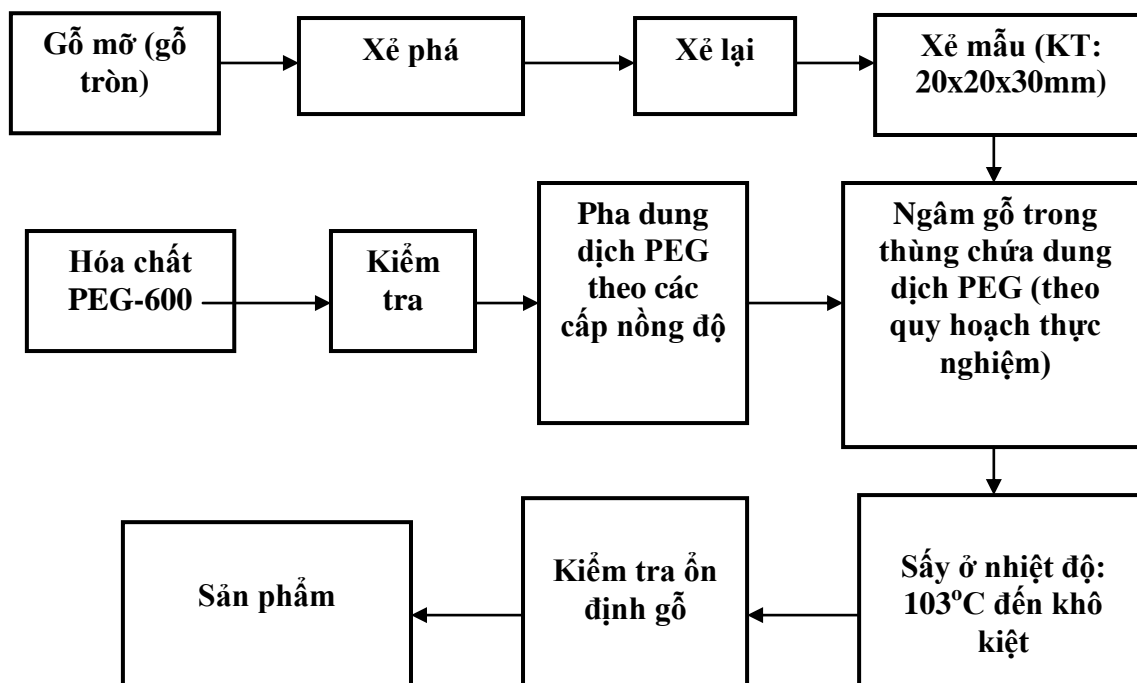 Gỗ mỡ (gỗ
tròn)
Xẻ phá
Xẻ lại
Xẻ mẫu (KT:
20x20x30mm)
Hóa chất
PEG-600
Kiểm
tra
Pha dung
dịch PEG
theo các
cấp nồng độ
Ngâm gỗ trong
thùng chứa dung
dịch PEG (theo
quy hoạch thực
nghiệm)
Sấy ở nhiệt độ:
103°C đến khô
kiệt
Kiểm tra ổn
định gỗ
Sản phẩm